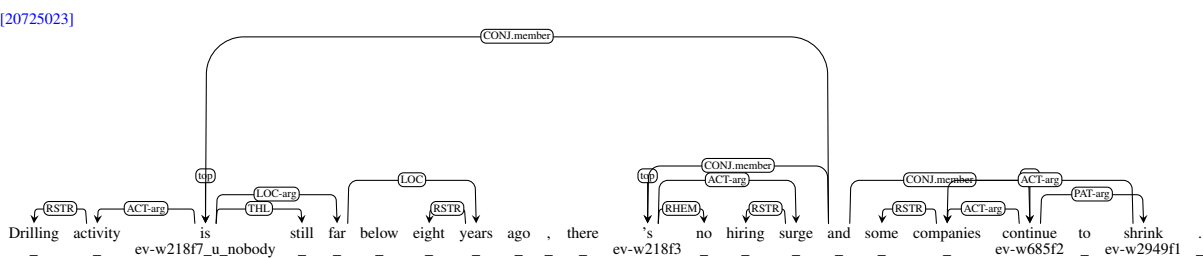 [20725023]
CONJ.member
top LOC-arg LOC top CONJ.member ACT-arg CONJ.member ACT-arg PAT-arg
RSTR ACT-arg THL RSTR RHEM RSTR RSTR ACT-arg
Drilling activity is still far below eight years ago , there 's no hiring surge and some companies continue to shrink .
_ _ ev-w218f7_u_nobody _ _ _ _ _ _ _ _ ev-w218f3 _ _ _ _ _ _ ev-w685f2 _ ev-w2949f1 _